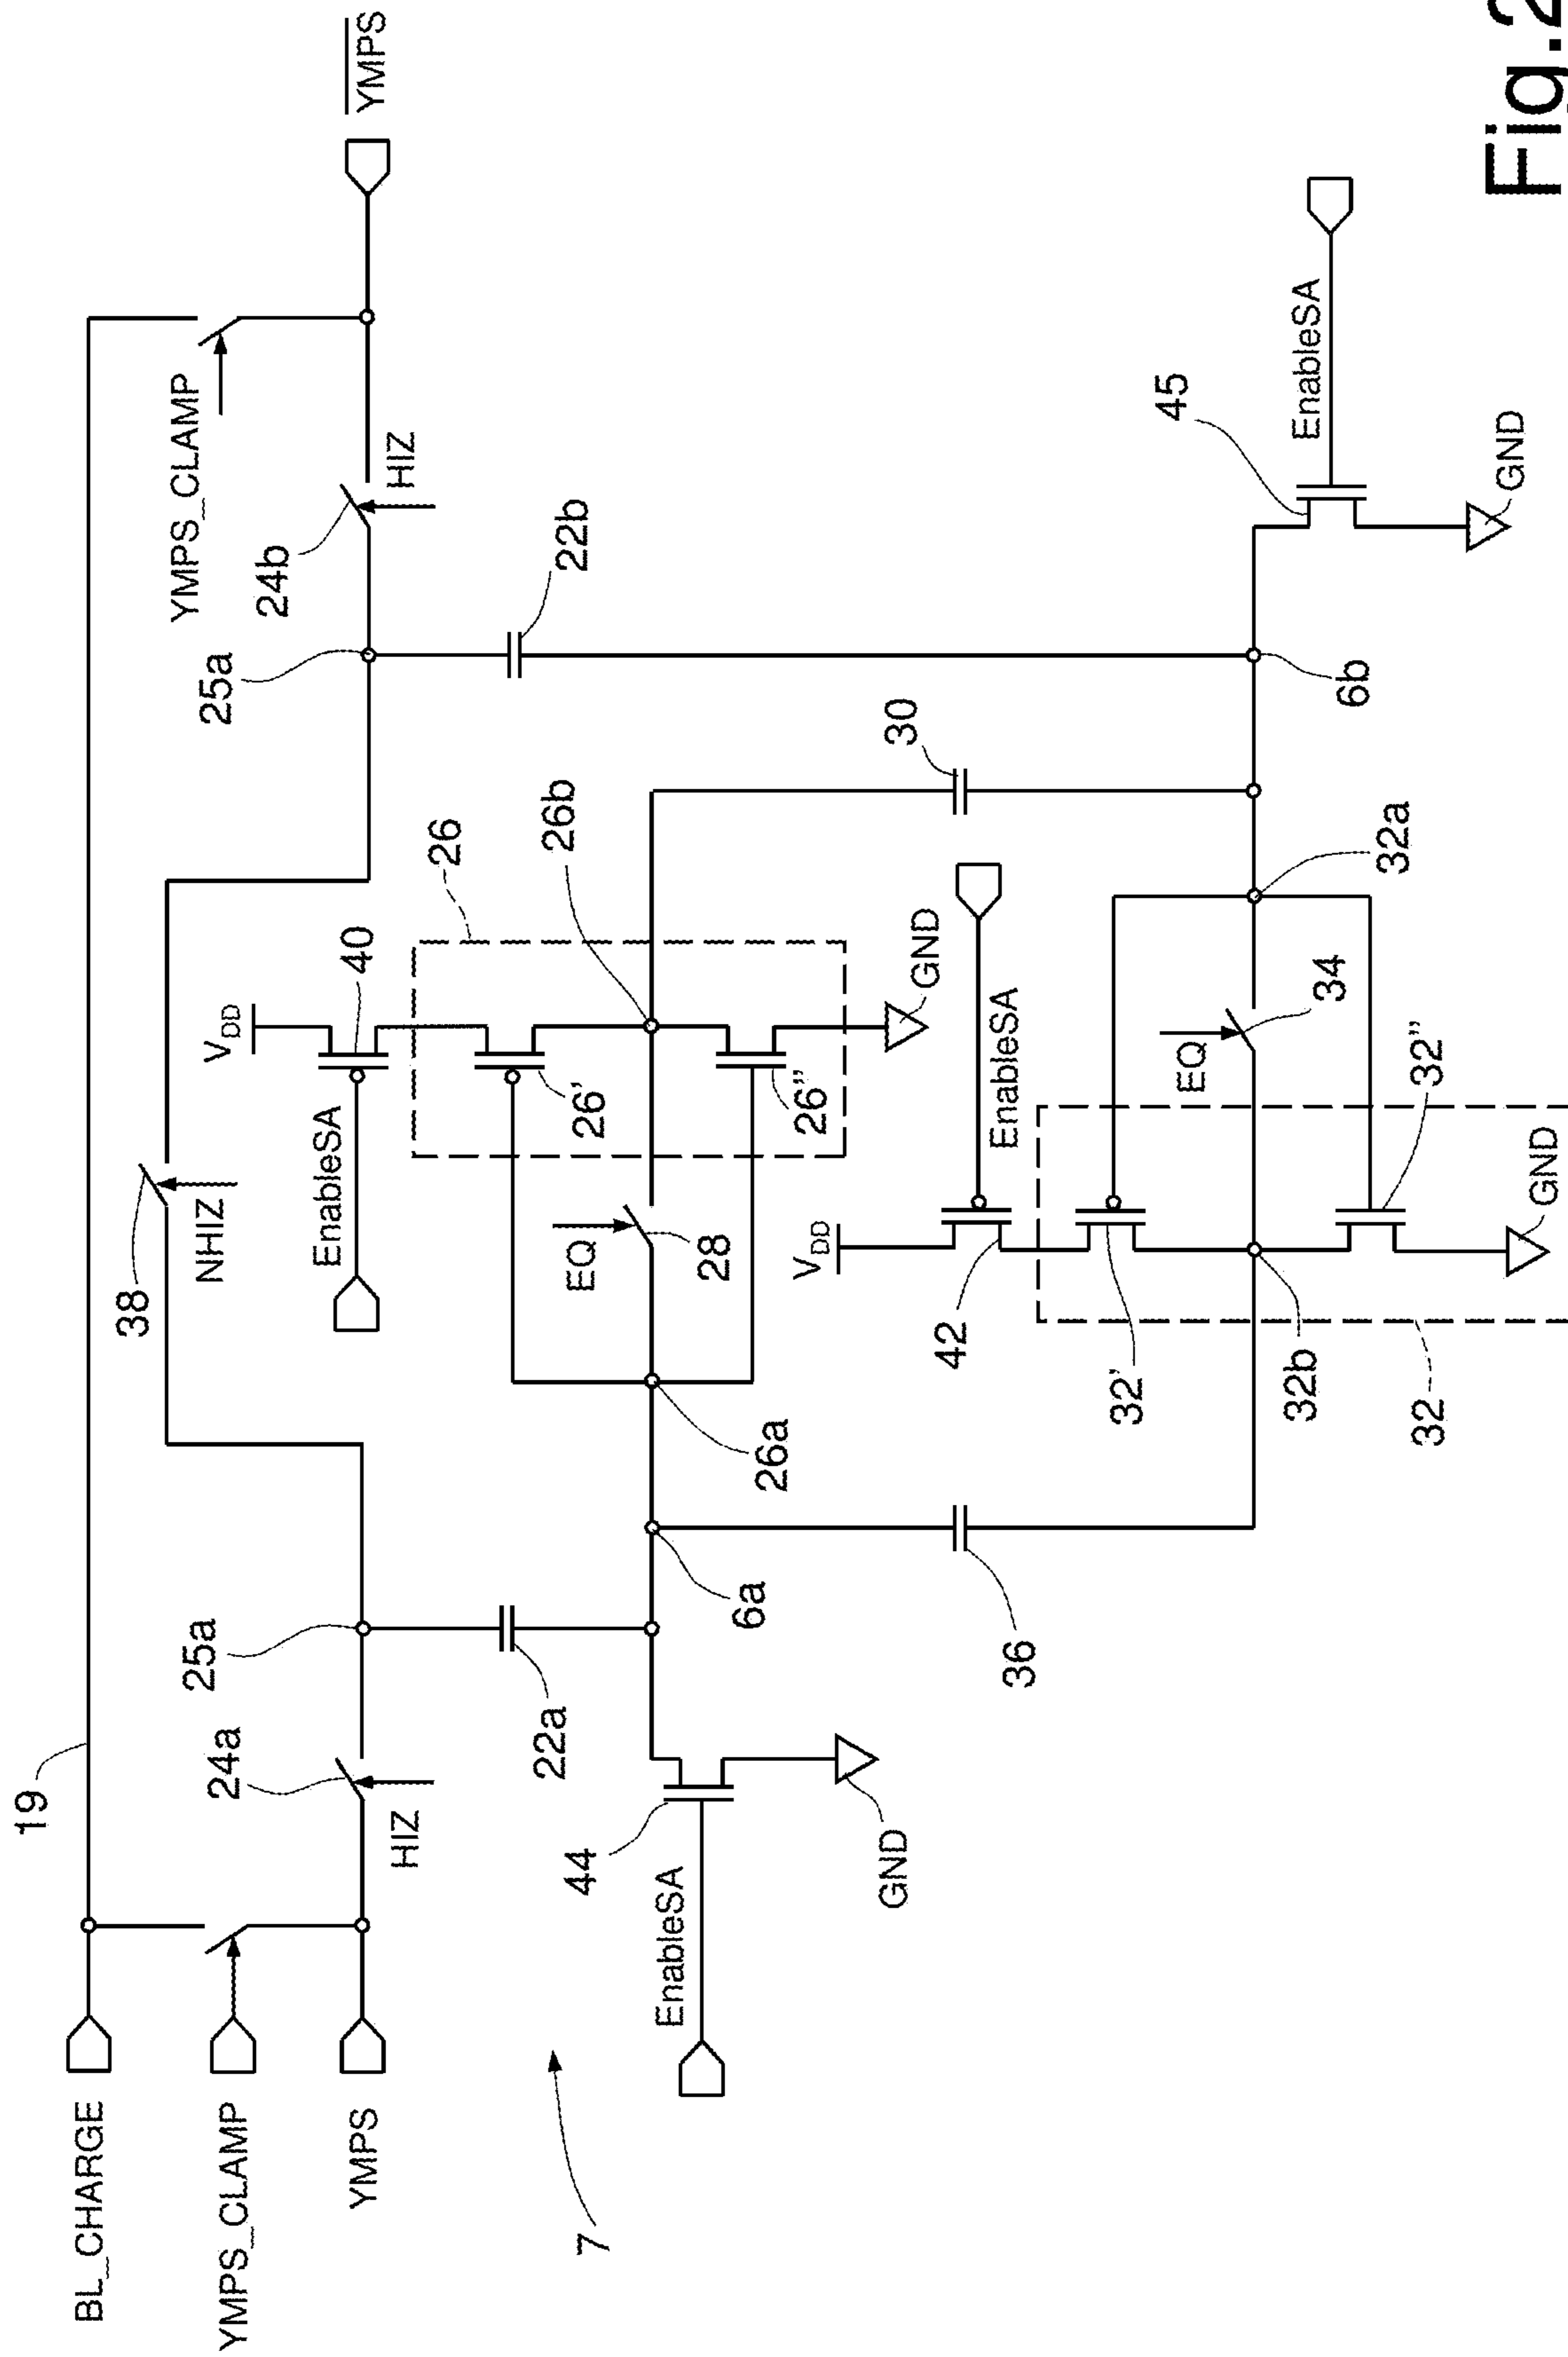 19
BL_CHARGE
38
YMPS_CLAMP
25a
25a
NHIZ
VDD
24a
YMPS_CLAMP
24b
EnableSA
40
YMPS
YMPS
HIZ
HIZ
26
22a
26b
22b
EQ
44
26'
7
EnableSA
28
6a
26a
26"
VDD
GND
30
GND
42
EnableSA
36
32'
45
EQ
32b
EnableSA
34
6b
32a
32
32"
GND
GND
Fig.2